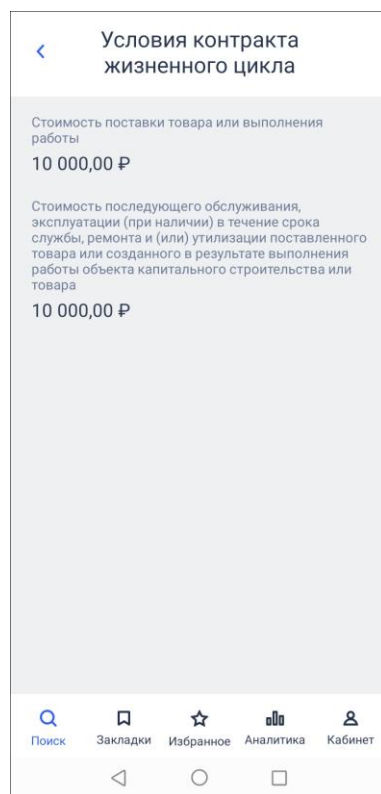 Условия контракта
жизненного цикла
Стоимость поставки товара или выполнения
работы
10 000,00 ₽
Стоимость последующего обслуживания,
эксплуатации (при наличии) в течение срока
службы, ремонта и (или) утилизации поставленного
товара или созданного в результате выполнения
работы объекта капитального строительства или
товара
10 000,00 ₽
Поиск Закладки Избранное Аналитика Кабинет